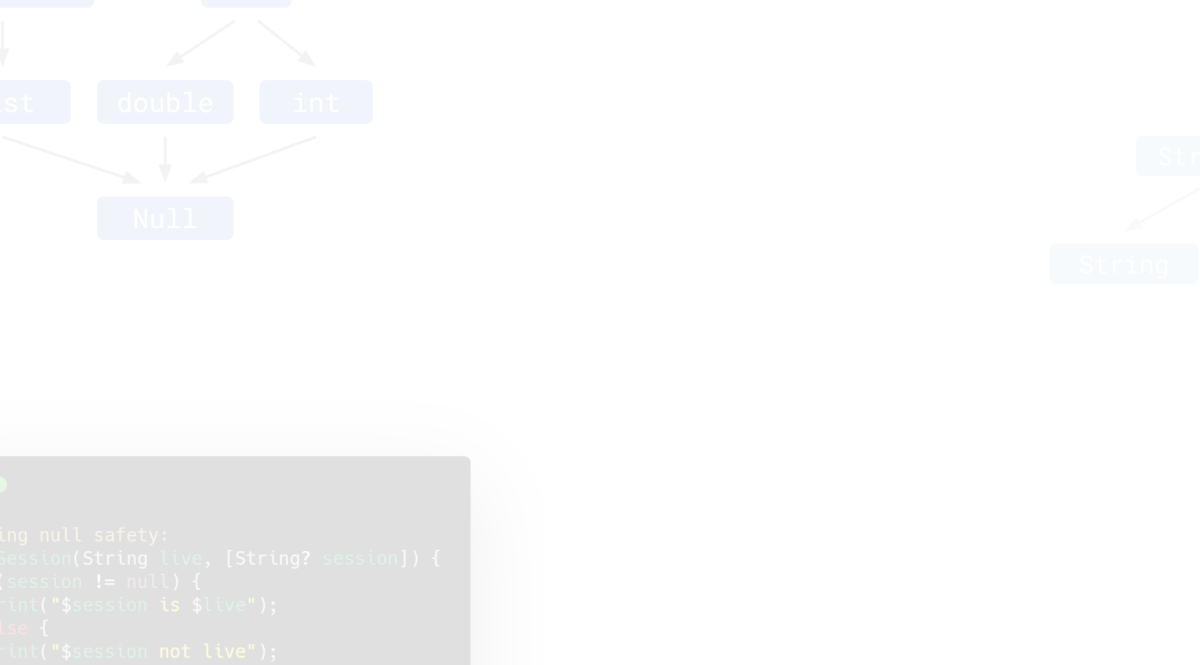 st
double
int
Null
Str
String
ing null safety:
Session(String live, [String? session]) {
(session != null) {
rint("$session is $live");
lse {
rint("$session not live");